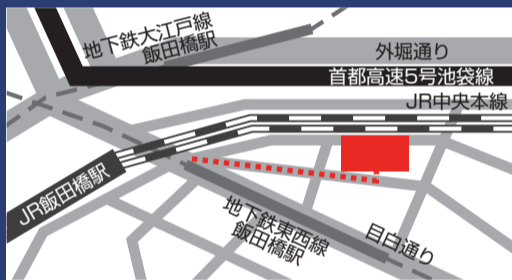 地下鉄大江戸線
飯田橋駅
外堀通り
首都高速5号池袋線
JR中央本線
JR飯田橋駅
地下鉄東西線
飯田橋駅
目白通り